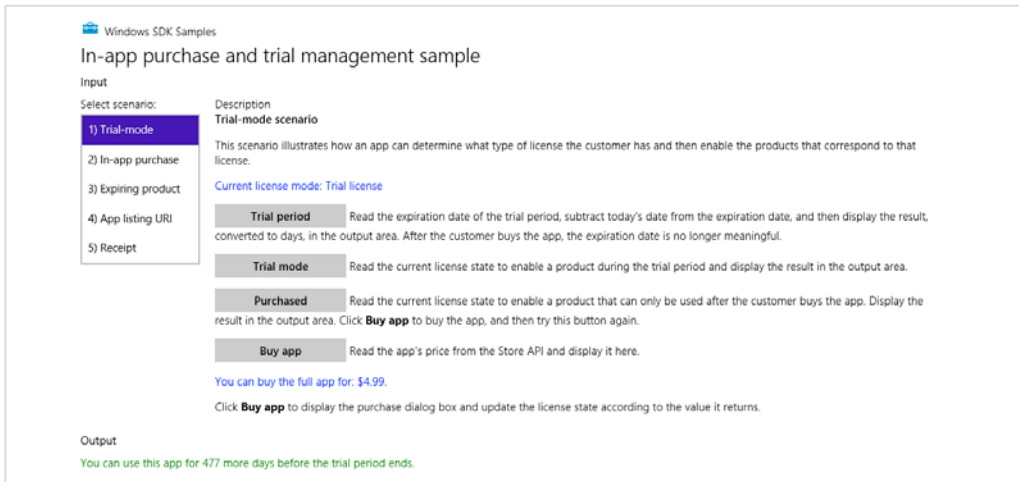 Windows SDK Samples
In-app purchase and trial management sample
Input
Select scenario:
1) Trial-mode
2) In-app purchase
3) Expiring product
4) App listing URI
5) Receipt
Description
Trial-mode scenario
This scenario illustrates how an app can determine what type of license the customer has and then enable the products that correspond to that
license.
Current license mode: Trial license
Trial period Read the expiration date of the trial period, subtract today's date from the expiration date, and then display the result,
converted to days, in the output area. After the customer buys the app, the expiration date is no longer meaningful.
Trial mode Read the current license state to enable a product during the trial period and display the result in the output area.
Purchased Read the current license state to enable a product that can only be used after the customer buys the app. Display the
result in the output area. Click Buy app to buy the app, and then try this button again.
Buy app Read the app's price from the Store API and display it here.
You can buy the full app for: $4.99.
Click Buy app to display the purchase dialog box and update the license state according to the value it returns.
Output
You can use this app for 477 more days before the trial period ends.